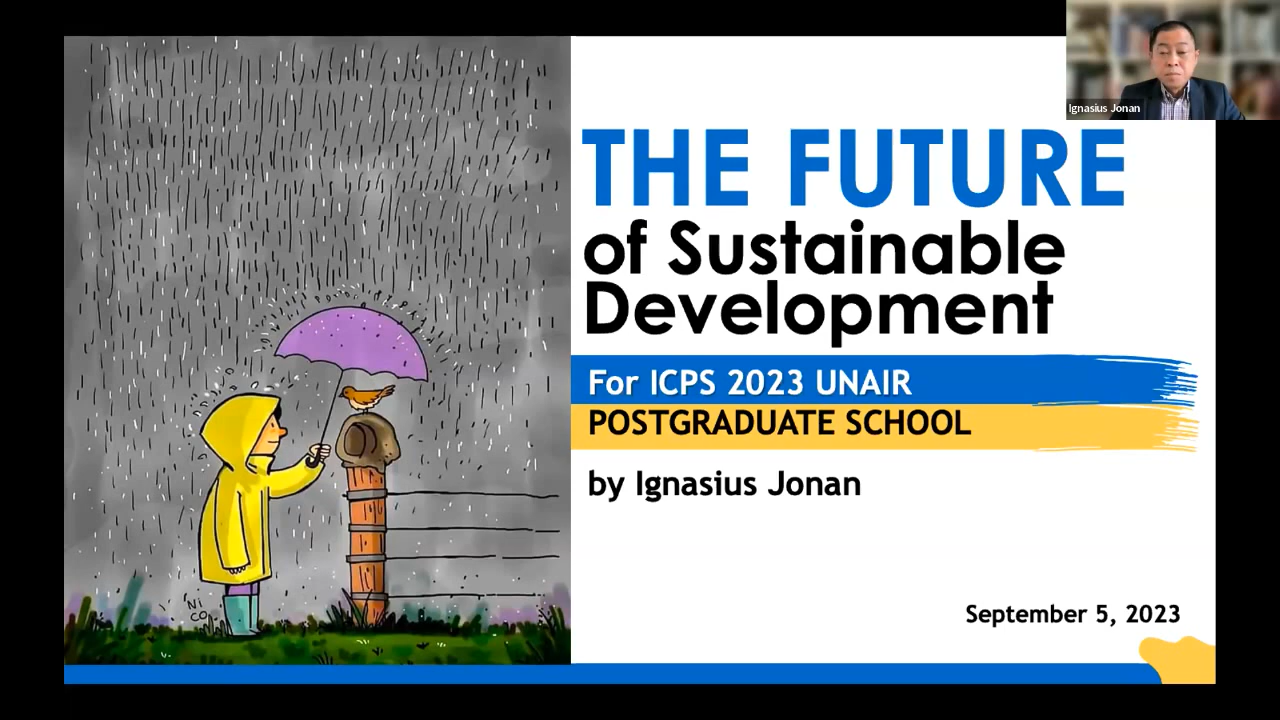 Ignasius Jonan
THE FUTURE
of Sustainable
Development
For ICPS 2023 UNAIR
POSTGRADUATE SCHOOL
by Ignasius Jonan
Ni
CO
September 5, 2023